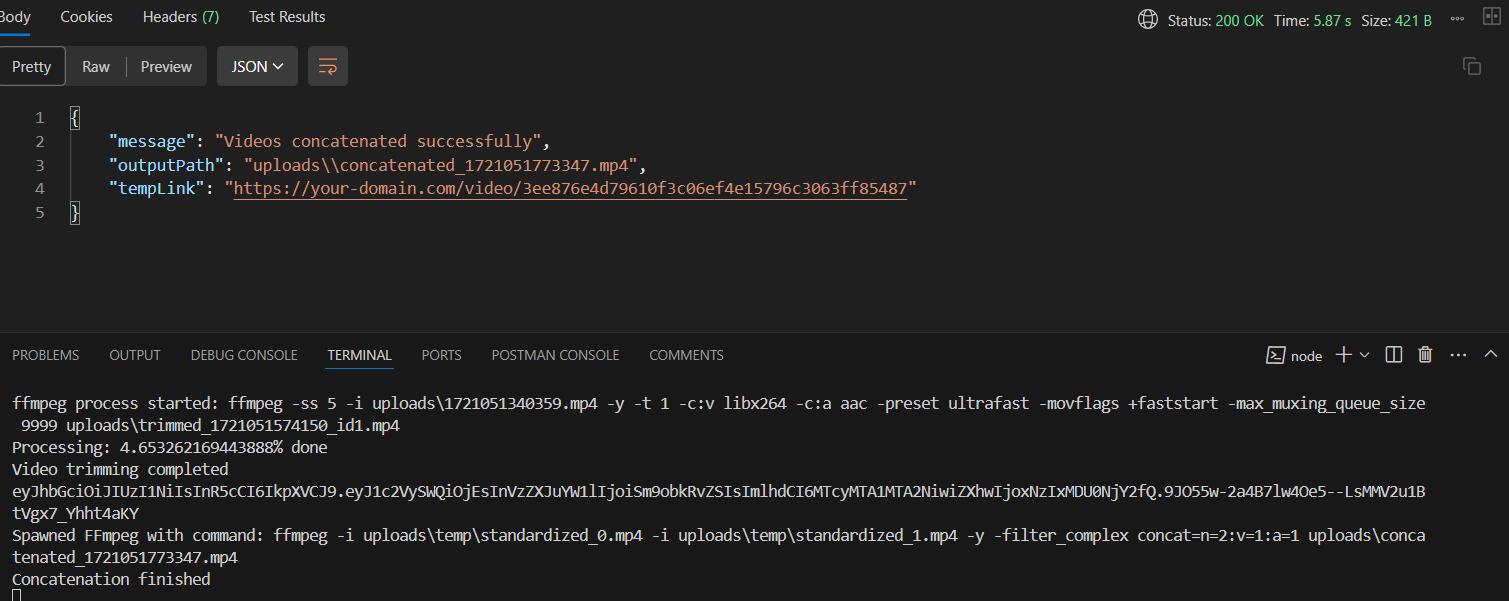 Body Cookies Headers (7) Test Results Status: 200 OK Time: 5.87 s Size: 421 B
Pretty Raw Preview JSON
1 {
2 "message": "Videos concatenated successfully",
3 "outputPath": "uploads\\concatenated_1721051773347.mp4",
4 "tempLink": "https://your-domain.com/video/3ee876e4d79610f3c06ef4e15796c3063ff85487"
5 }
PROBLEMS OUTPUT DEBUG CONSOLE TERMINAL PORTS POSTMAN CONSOLE COMMENTS node
ffmpeg process started: ffmpeg -ss 5 -i uploads\1721051340359.mp4 -y -t 1 -c:v libx264 -c:a aac -preset ultrafast -movflags +faststart -max_muxing_queue_size
9999 uploads\trimmed_1721051574150_id1.mp4
Processing: 4.653262169443888% done
Video trimming completed
eyJhbGciOiJIUzI1NiIsInR5cCI6IkpXVCJ9.eyJ1c2VySWQiOjEsInVzZXJuYW1lIjoiSm9obkRvZSIsImlhdCI6MTcyMTA1MTA2NiwiZXhwIjoxNzIxMDU0NjY2fQ.9JO55w-2a4B7lw4Oe5--LsMMV2u1B
tVgx7_Yhht4aKY
Spawned FFmpeg with command: ffmpeg -i uploads\temp\standardized_0.mp4 -i uploads\temp\standardized_1.mp4 -y -filter_complex concat=n=2:v=1:a=1 uploads\conca
tenated_1721051773347.mp4
Concatenation finished